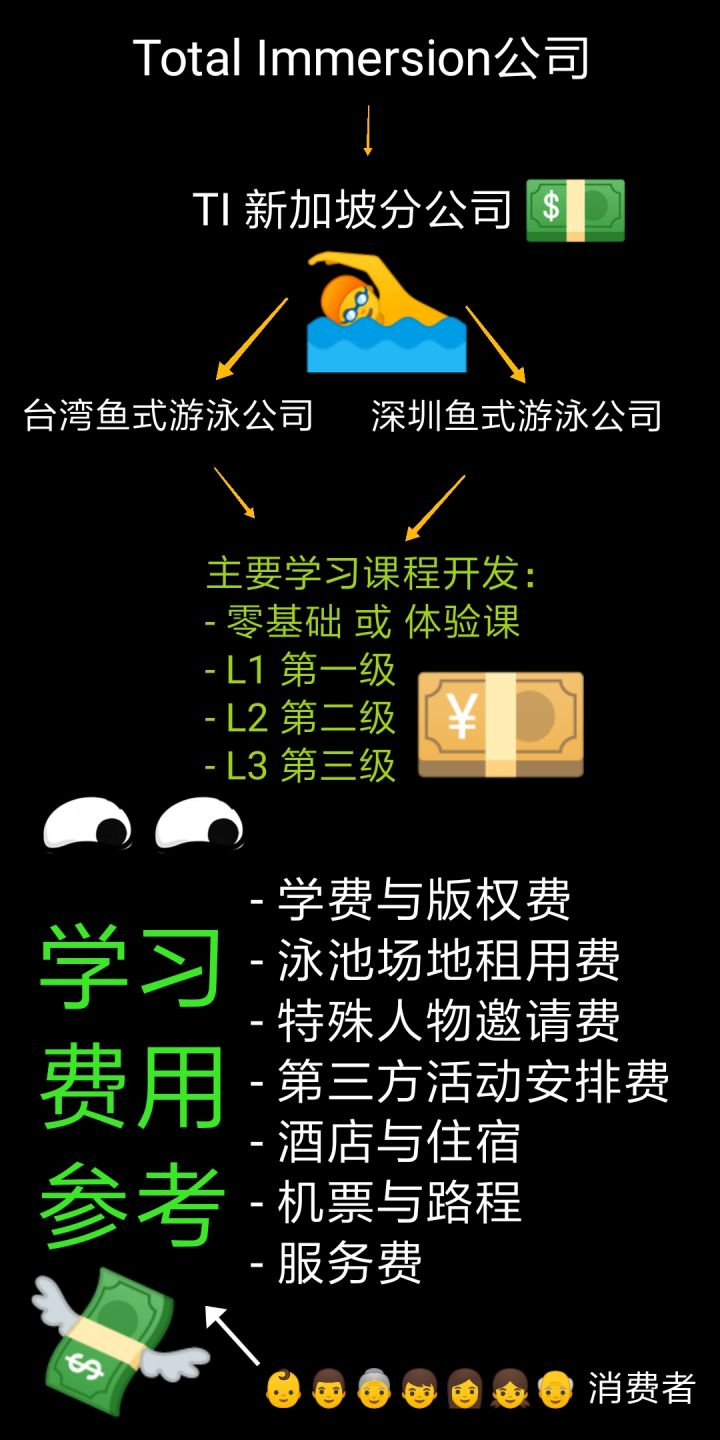 Total Immersion公司
TI 新加坡分公司
$
台湾鱼式游泳公司
深圳鱼式游泳公司
主要学习课程开发：
- 零基础 或 体验课
- L1 第一级
- L2 第二级
- L3 第三级
¥
学习
费用
参考
- 学费与版权费
- 泳池场地租用费
- 特殊人物邀请费
- 第三方活动安排费
- 酒店与住宿
- 机票与路程
- 服务费
$
消费者